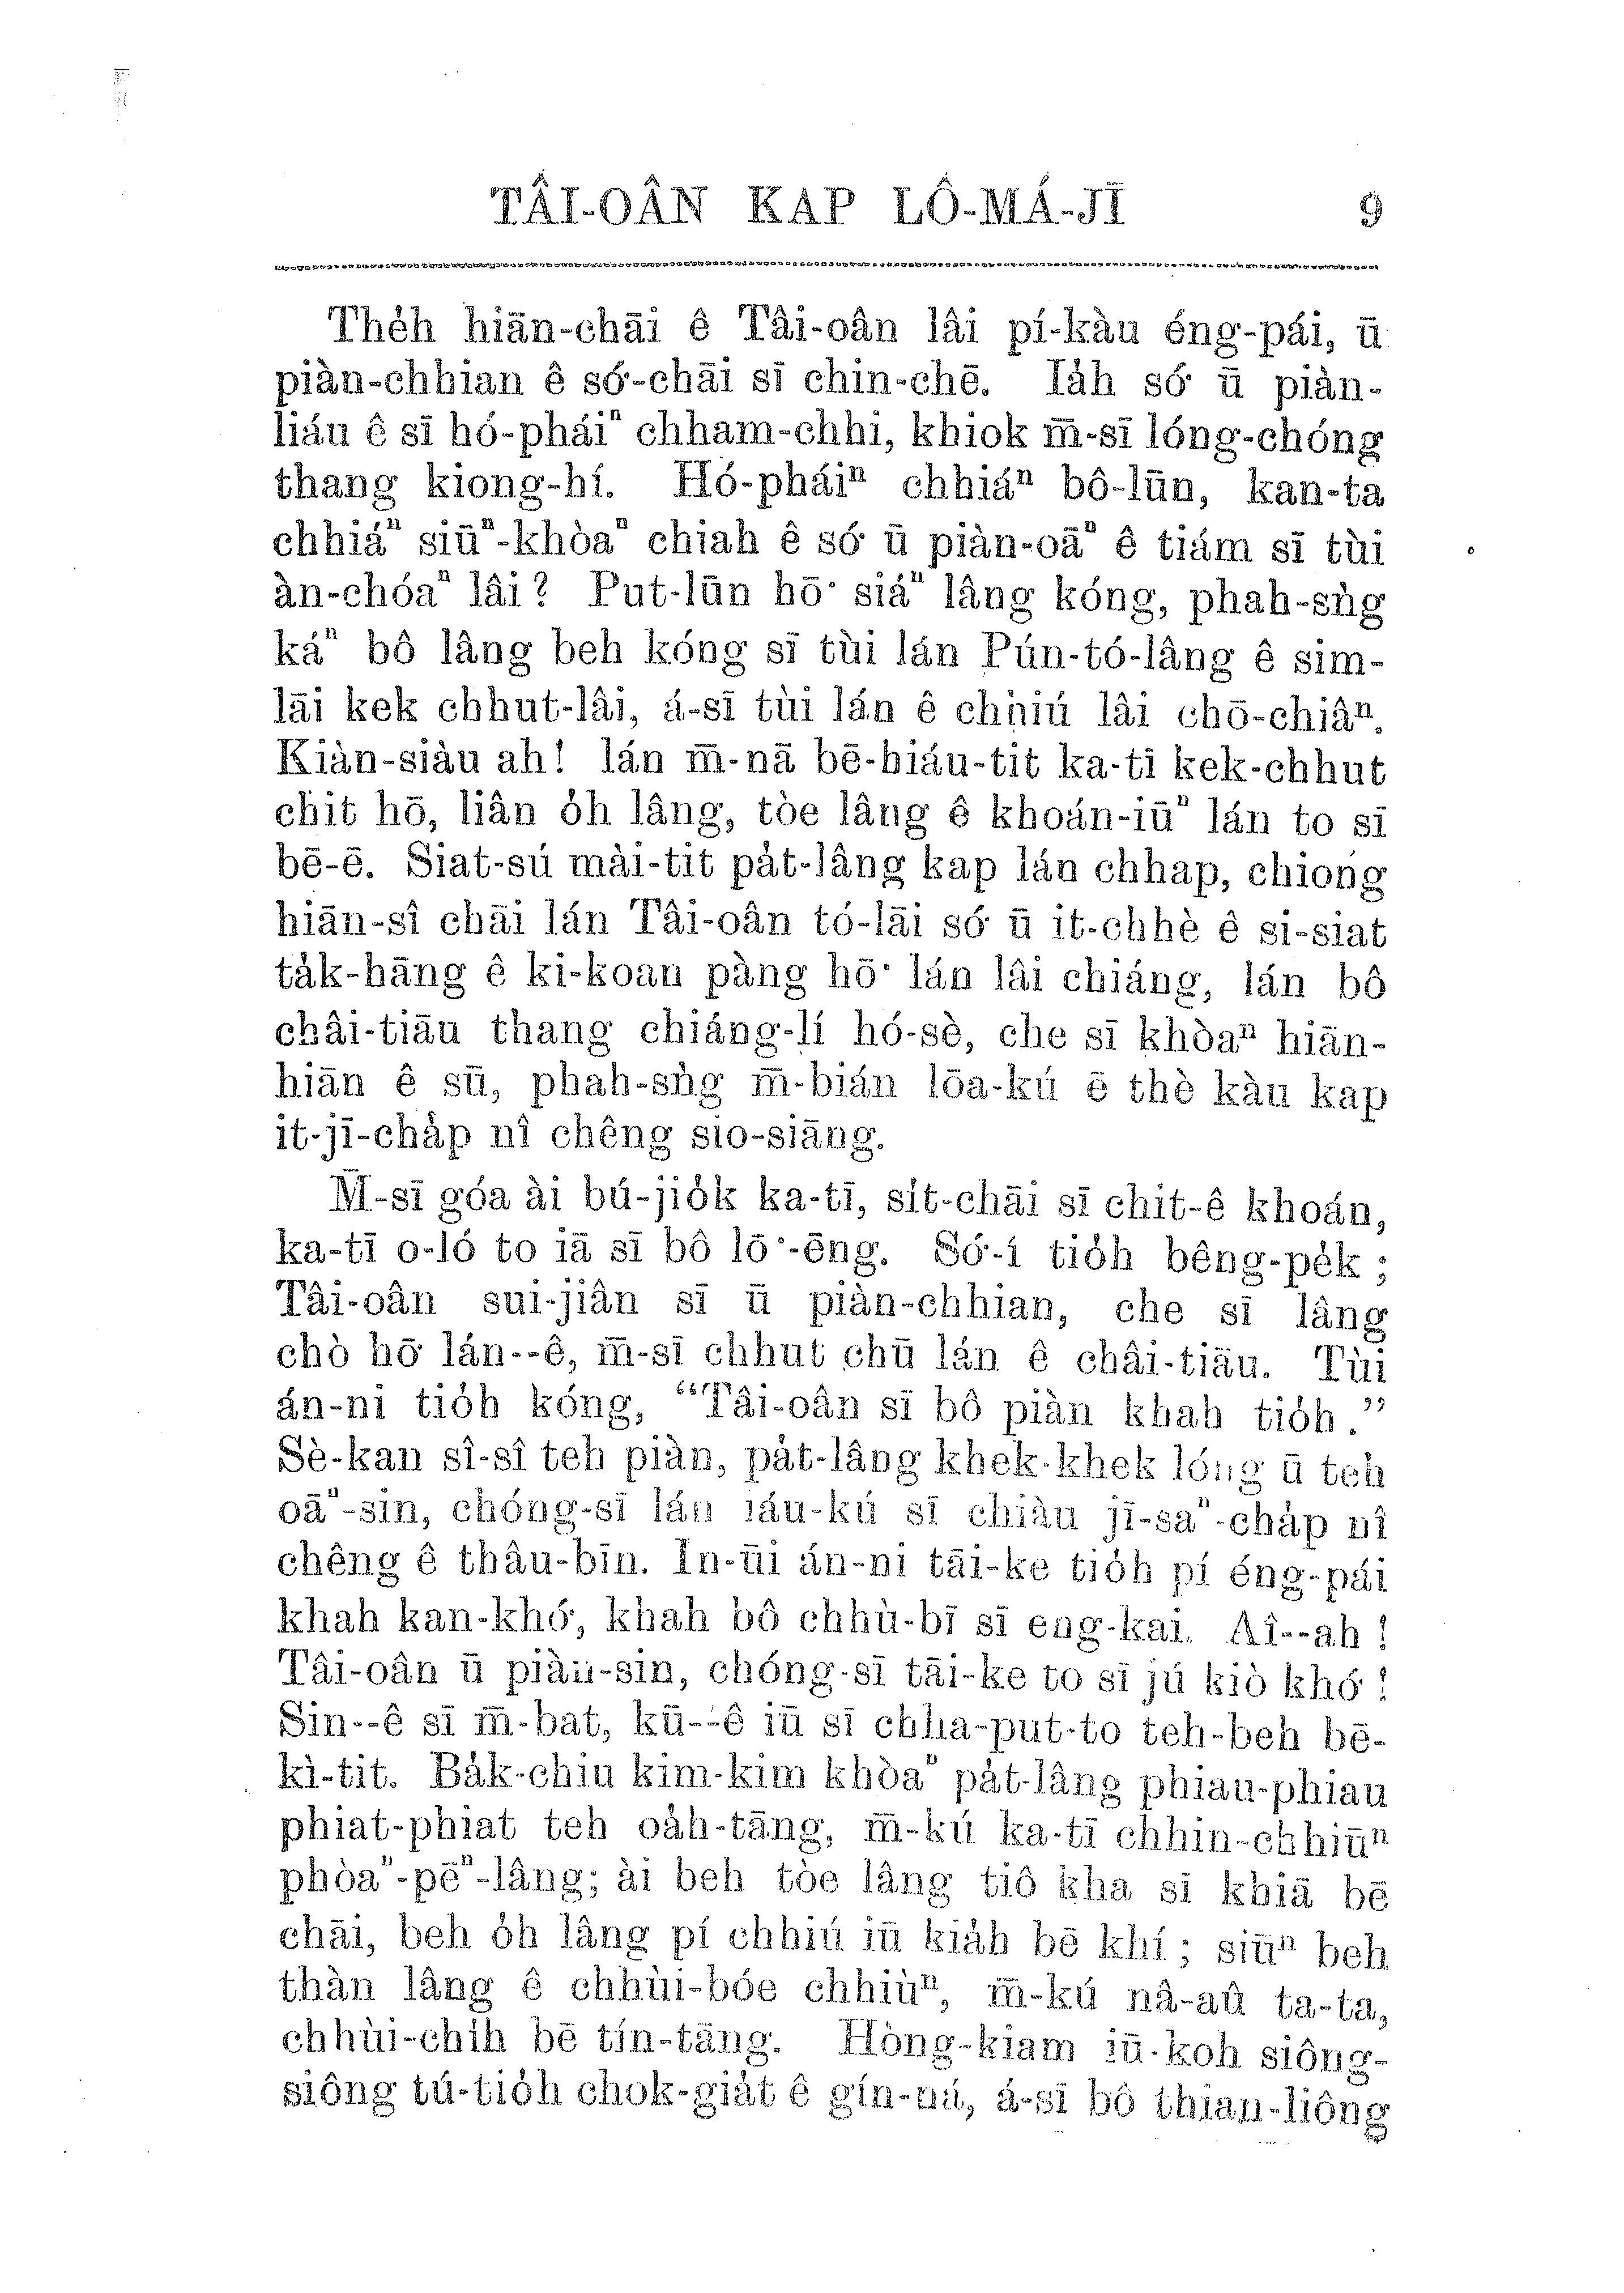 TÂI-OÂN KAP LÔ-MÁ-JĪ 9
The̍h hiān-chāi ê Tâi-oân lâi pí-kàu éng-pái, ū
piàn-chhian ê só͘-chāi sī chin-chē. Ia̍h só͘ ū piàn-
liáu ê sī hó-pháiⁿ chham-chhi, khiok m̄-sī lóng-chóng
thang kiong-hí. Hó-pháiⁿ chhiáⁿ bô-lūn, kan-ta
chhiáⁿ siūⁿ-khòaⁿ chiah ê só͘ ū piàn-oāⁿ ê tiám sī tùi
àn-chóaⁿ lâi? Put-lūn hō͘ siáⁿ lâng kóng, phah-sǹg
káⁿ bô lâng beh kóng sī tùi lán Pún-tó-lâng ê sim-
lāi kek chhut-lâi, á-sī tùi lán ê chhiú lâi chō-chiâⁿ.
Kiàn-siàu ah! lán m̄-nā bē-hiáu-tit ka-tī kek-chhut
chit hō, liân o̍h lâng, tòe lâng ê khoán-iūⁿ lán to sī
bē-ē. Siat-sú mài-tit pa̍t-lâng kap lán chhap, chiong
hiān-sî chāi lán Tâi-oân tó-lāi só͘ ū it-chhè ê si-siat
ta̍k-hāng ê ki-koan pàng hō͘ lán lâi chiáng, lán bô
châi-tiāu thang chiáng-lí hó-sè, che sī khòaⁿ hiān-
hiān ê sū, phah-sǹg m̄-bián lōa-kú ē thè kàu kap
it-jī-cha̍p nî chêng sio-siāng.
M̄-sī góa ài bú-jio̍k ka-tī, si̍t-chāi sī chit-ê khoán,
ka-tī o-ló to iā sī bô lō͘-ēng. Só͘-í tio̍h bêng-pe̍k;
Tâi-oân sui-jiân sī ū piàn-chhian, che sī lâng
chò hō͘ lán--ê, m̄-sī chhut chū lán ê châi-tiāu. Tùi
án-ni tio̍h kóng, “Tâi-oân sī bô piàn khah tio̍h.”
Sè-kan sî-sî teh piàn, pa̍t-lâng khek-khek lóng ū teh
oāⁿ-sin, chóng-sī lán iáu-kú sī chiàu jī-saⁿ-cha̍p nî
chêng ê thâu-bīn. In-ūi án-ni tāi-ke tio̍h pí éng-pái
khah kan-khó͘, khah bô chhù-bī sī eng-kai. Aî--ah!
Tâi-oân ū piàn-sin, chóng-sī tāi-ke to sī jú kiò khó͘!
Sin--ê sī m̄-bat, kū--ê iū sī chha-put-to teh-beh bē-
kì-tit. Ba̍k-chiu kim-kim khòaⁿ pa̍t-lâng phiau-phiau
phiat-phiat teh oa̍h-tāng, m̄-kú ka-tī chhin-chhiūⁿ
phòaⁿ-pēⁿ-lâng; ài beh tòe lâng tiô kha sī khiā bē
chāi, beh o̍h lâng pí chhiú iū kia̍h bē khí; siūⁿ beh
thàn lâng ê chhùi-bóe chhiùⁿ, m̄-kú nâ-aû ta-ta,
chhùi-chi̍h bē tín-tāng. Hòng-kiam iū-koh siông-
siông tú-tio̍h chok-gia̍t ê gín-ná, á-sī bô thian-liông